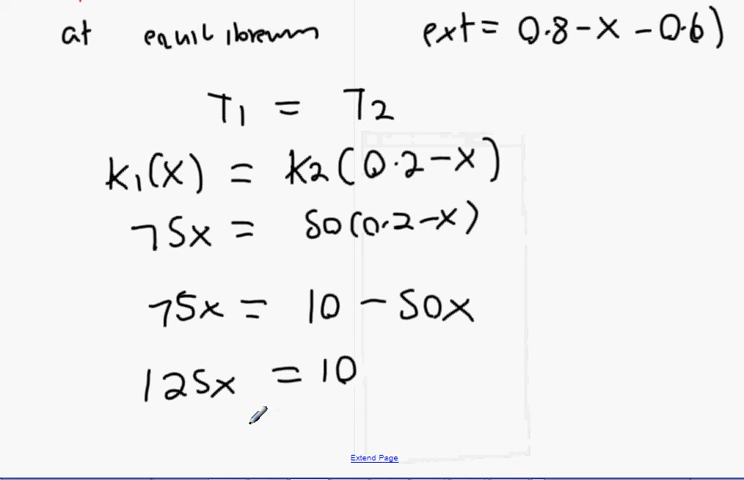 at equilibreum ext = 0.8 - x - 0.6)
T1 = T2
k1(x) = k2(0.2 - x)
75x = 50(0.2 - x)
75x = 10 - 50x
125x = 10
Extend Page